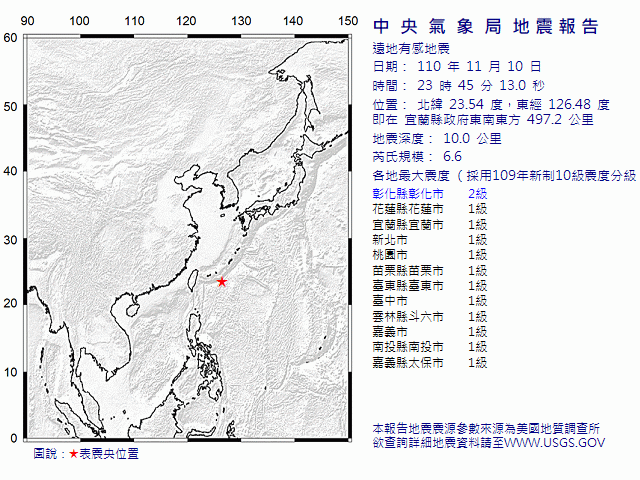 90 100 110 120 130 140 150
60
50
40
30
20
10
0
圖說：★表震央位置
中央氣象局地震報告
遠地有感地震
日期： 110 年 11 月 10 日
時間： 23 時 45 分 13.0 秒
位置： 北緯 23.54 度，東經 126.48 度
即在 宜蘭縣政府東南東方 497.2 公里
地震深度： 10.0 公里
芮氏規模： 6.6
各地最大震度（採用109年新制10級震度分級
彰化縣彰化市 2級
花蓮縣花蓮市 1級
宜蘭縣宜蘭市 1級
新北市 1級
桃園市 1級
苗栗縣苗栗市 1級
臺東縣臺東市 1級
臺中市 1級
雲林縣斗六市 1級
嘉義市 1級
南投縣南投市 1級
嘉義縣太保市 1級
本報告地震震源參數來源為美國地質調查所
欲查詢詳細地震資料請至WWW.USGS.GOV